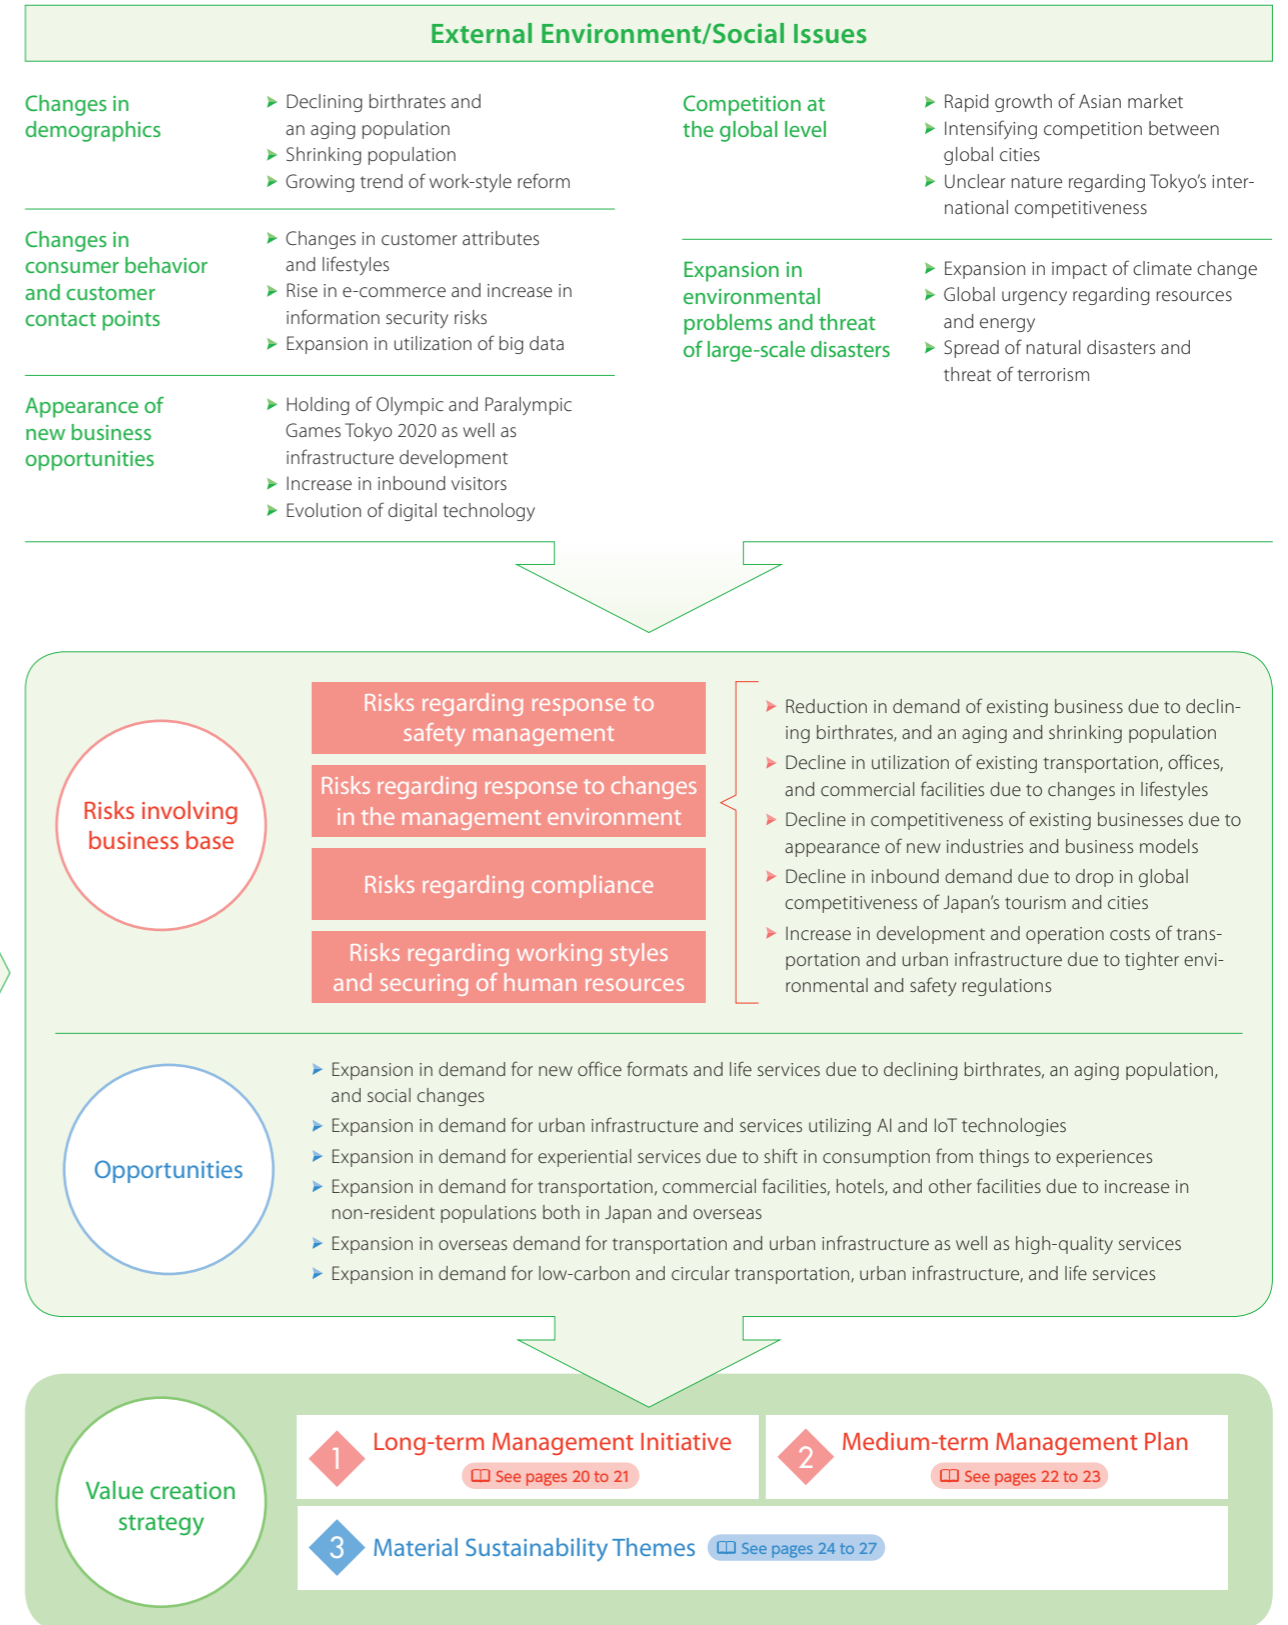 External Environment/Social Issues
Changes in
demographics
Declining birthrates and
an aging population
Shrinking population
Growing trend of work-style reform
Changes in
consumer behavior
and customer
contact points
Changes in customer attributes
and lifestyles
Rise in e-commerce and increase in
information security risks
Expansion in utilization of big data
Appearance of
new business
opportunities
Holding of Olympic and Paralympic
Games Tokyo 2020 as well as
infrastructure development
Increase in inbound visitors
Evolution of digital technology
Competition at
the global level
Rapid growth of Asian market
Intensifying competition between
global cities
Unclear nature regarding Tokyo's inter-
national competitiveness
Expansion in
environmental
problems and threat
of large-scale disasters
Expansion in impact of climate change
Global urgency regarding resources
and energy
Spread of natural disasters and
threat of terrorism
Risks involving
business base
Risks regarding response to
safety management
Risks regarding response to changes
in the management environment
Risks regarding compliance
Risks regarding working styles
and securing of human resources
Reduction in demand of existing business due to declin-
ing birthrates, and an aging and shrinking population
Decline in utilization of existing transportation, offices,
and commercial facilities due to changes in lifestyles
Decline in competitiveness of existing businesses due to
appearance of new industries and business models
Decline in inbound demand due to drop in global
competitiveness of Japan's tourism and cities
Increase in development and operation costs of trans-
portation and urban infrastructure due to tighter envi-
ronmental and safety regulations
Opportunities
Expansion in demand for new office formats and life services due to declining birthrates, an aging population,
and social changes
Expansion in demand for urban infrastructure and services utilizing AI and IoT technologies
Expansion in demand for experiential services due to shift in consumption from things to experiences
Expansion in demand for transportation, commercial facilities, hotels, and other facilities due to increase in
non-resident populations both in Japan and overseas
Expansion in overseas demand for transportation and urban infrastructure as well as high-quality services
Expansion in demand for low-carbon and circular transportation, urban infrastructure, and life services
Value creation
strategy
1 Long-term Management Initiative
See pages 20 to 21
2 Medium-term Management Plan
See pages 22 to 23
3 Material Sustainability Themes See pages 24 to 27